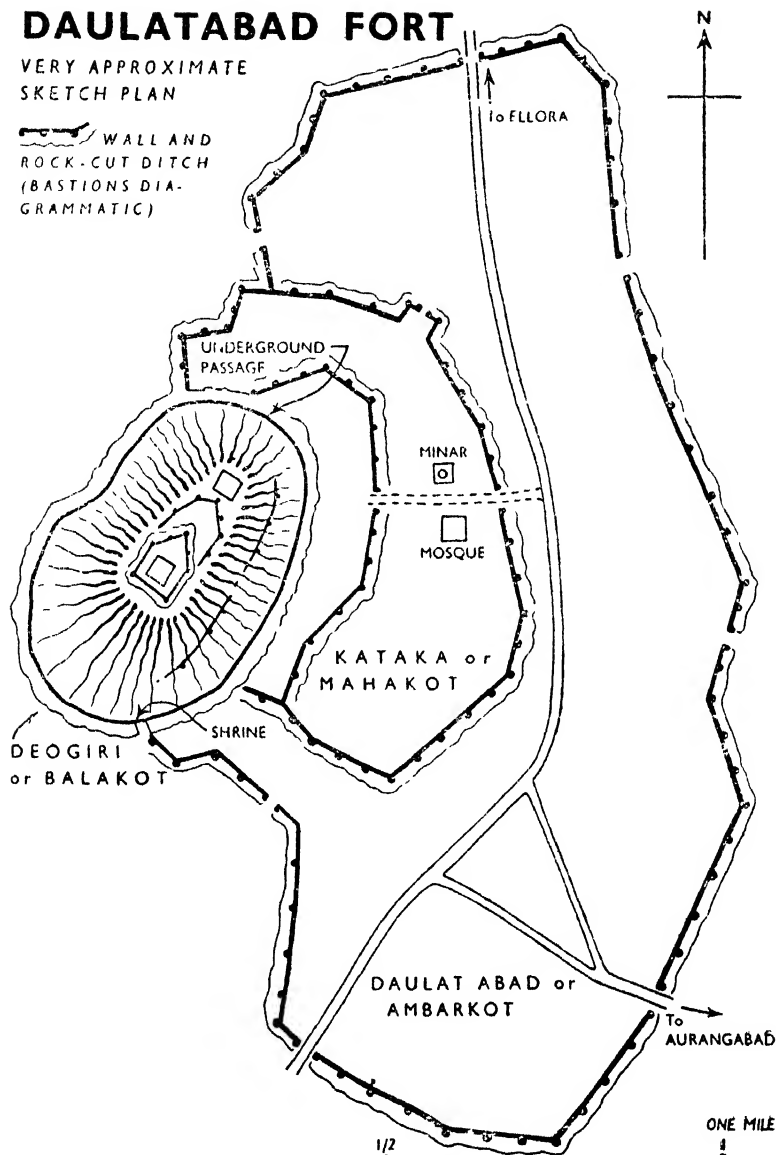 DAULATABAD FORT
VERY APPROXIMATE
SKETCH PLAN
WALL AND
ROCK-CUT DITCH
(BASTIONS DIA-
GRAMMATIC)
N
To ELLORA
UNDERGROUND
PASSAGE
MINAR
MOSQUE
KATAKA or
MAHAKOT
SHRINE
DEOGIRI
or BALAKOT
DAULAT ABAD or
AMBARKOT
To
AURANGABAD
1/2
ONE MILE